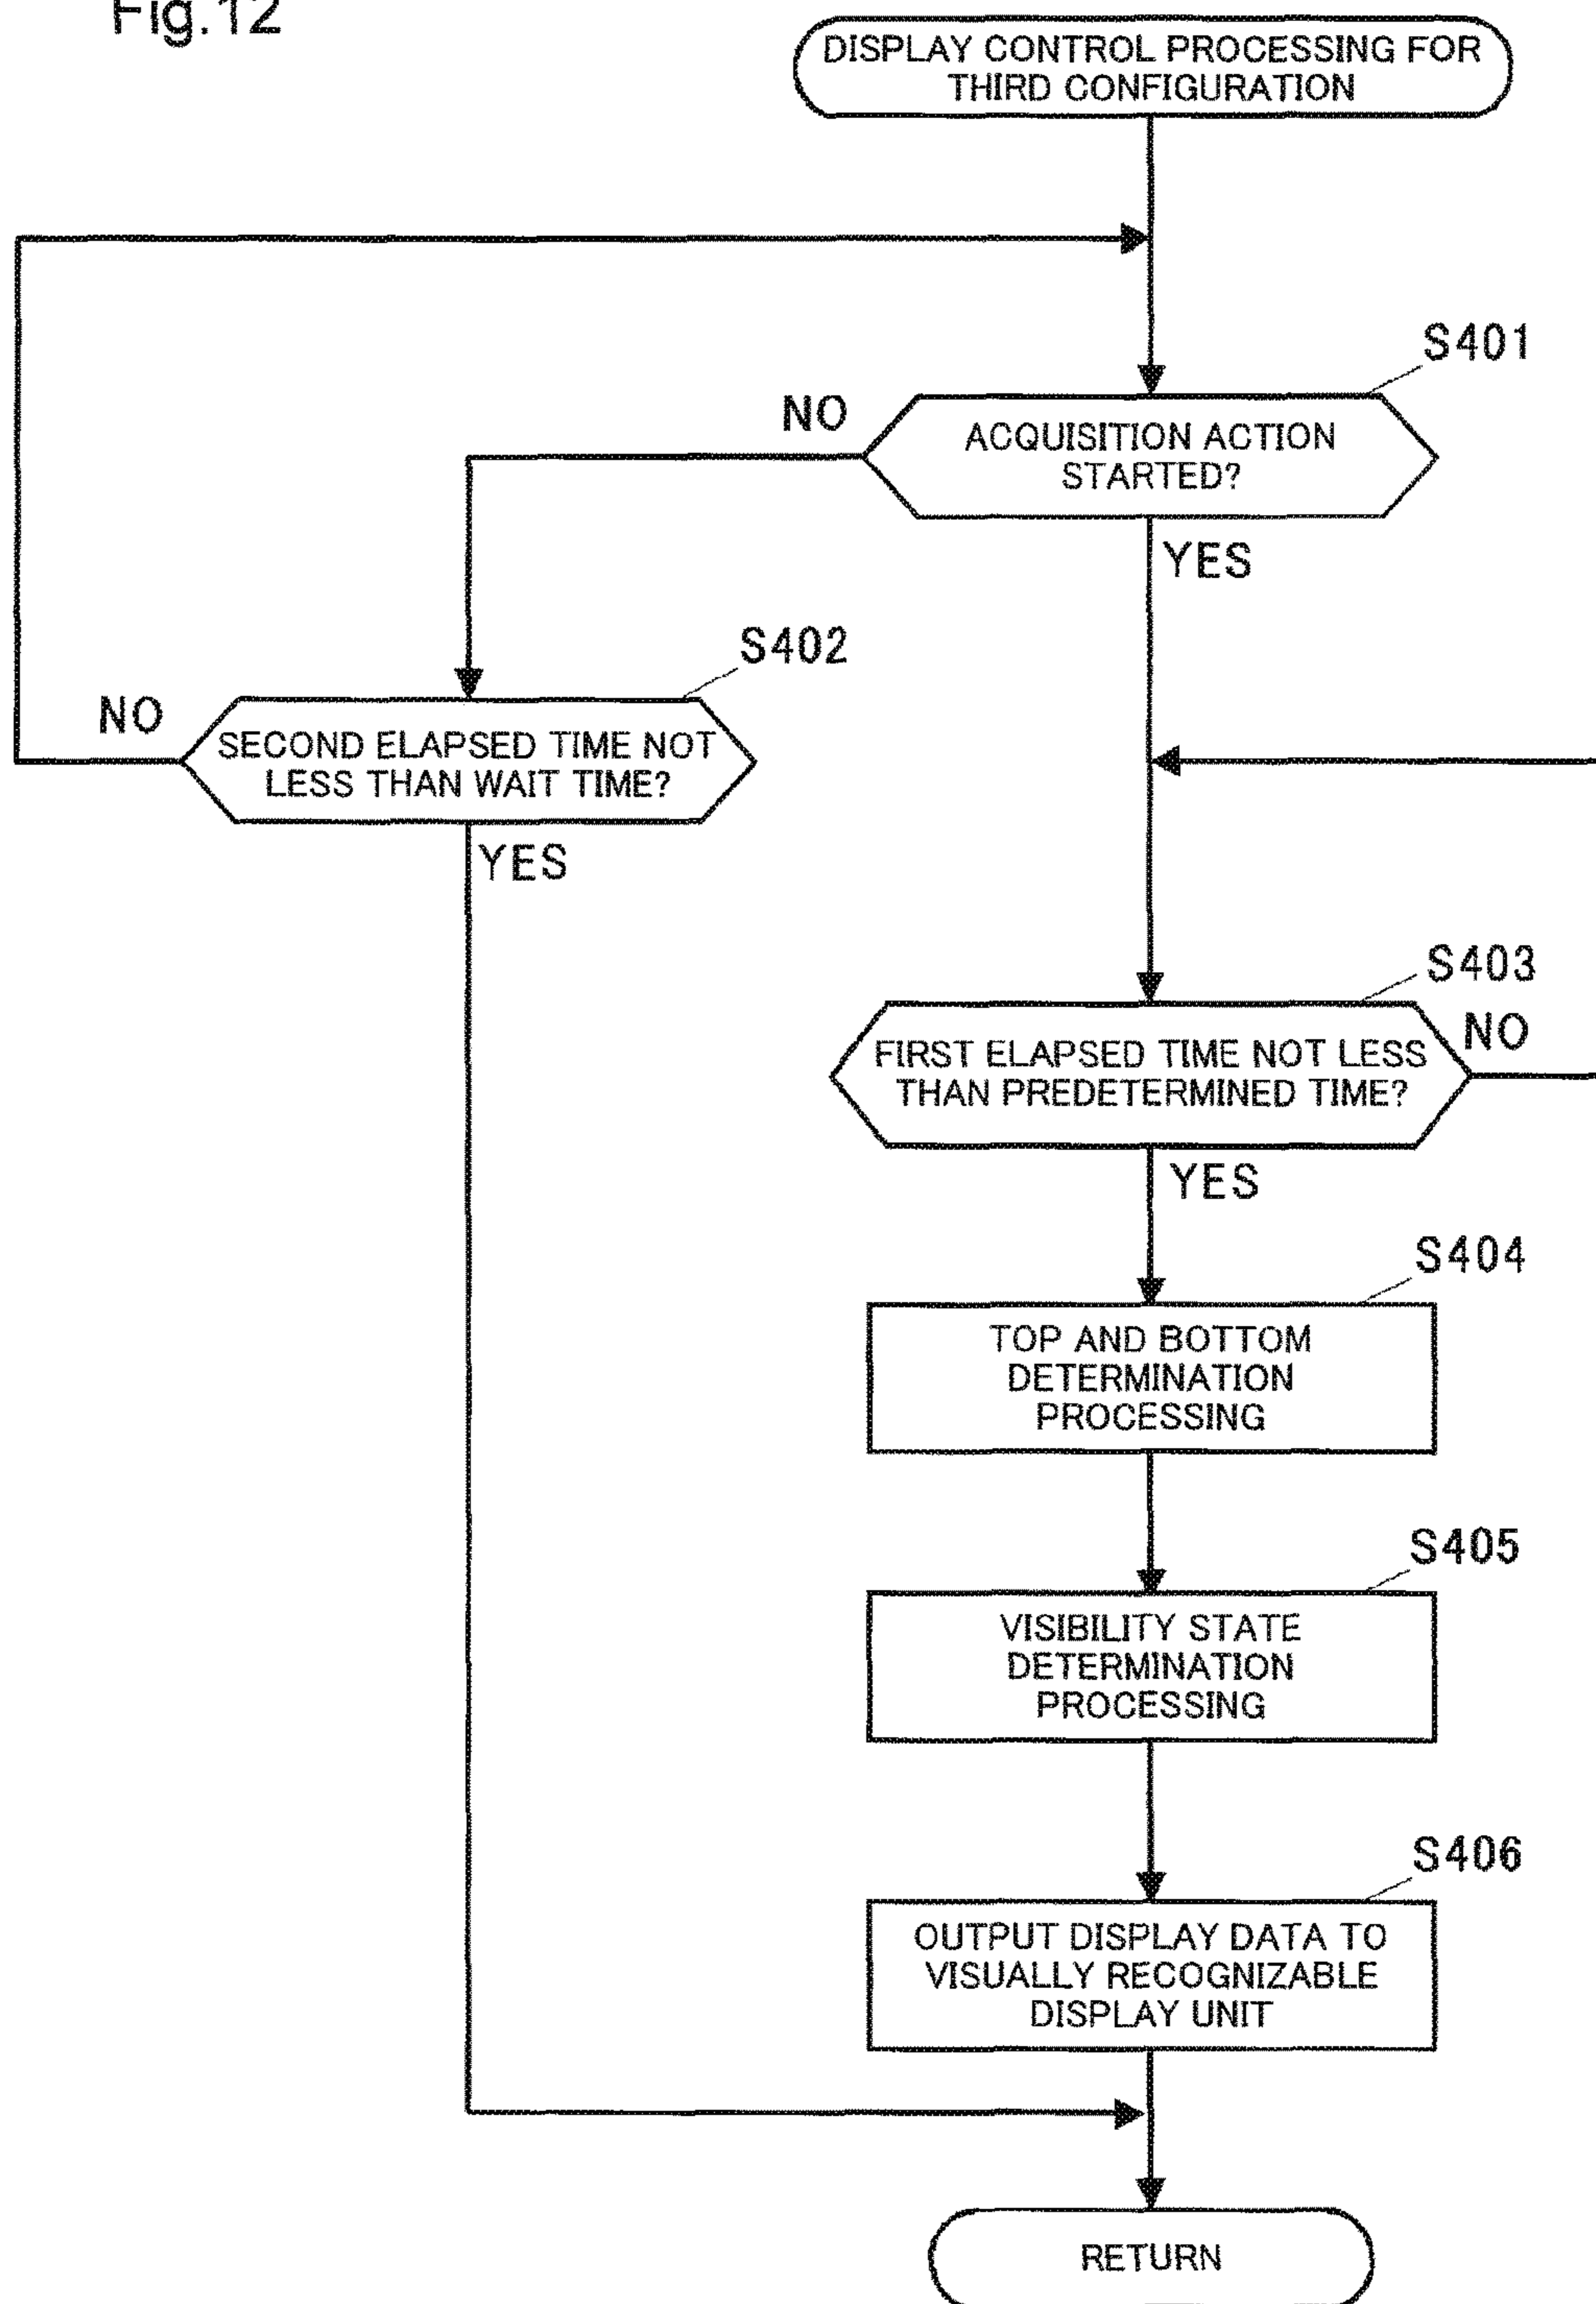 Fig.12
DISPLAY CONTROL PROCESSING FOR
THIRD CONFIGURATION
S401
NO
ACQUISITION ACTION
STARTED?
YES
S402
NO
SECOND ELAPSED TIME NOT
LESS THAN WAIT TIME?
YES
S403
FIRST ELAPSED TIME NOT LESS
THAN PREDETERMINED TIME?
NO
YES
S404
TOP AND BOTTOM
DETERMINATION
PROCESSING
S405
VISIBILITY STATE
DETERMINATION
PROCESSING
S406
OUTPUT DISPLAY DATA TO
VISUALLY RECOGNIZABLE
DISPLAY UNIT
RETURN